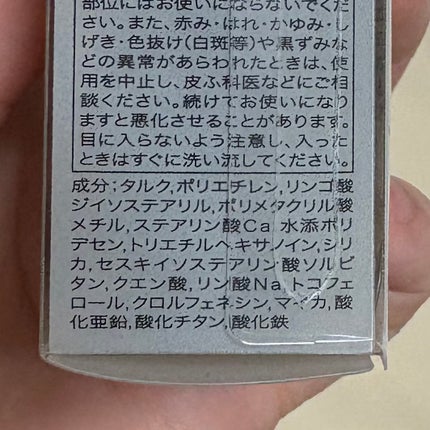 部位にはお使いにならないでくだ
さい。また、赤み・はれ・かゆみ・し
げき・色抜け(白斑等)や黒ずみな
どの異常があらわれたときは、使
用を中止し、皮ふ科医などにご相
談ください。続けてお使いになり
ますと悪化させることがあります。
目に入らないよう注意し、入った
ときはすぐに洗い流してください。
成分;タルク,ポリエチレン,リンゴ酸
ジイソステアリル,ポリメタクリル酸
メチル,ステアリン酸Ca,水添ポリ
デセン,トリエチルヘキサノイン,シリ
カ,セスキイソステアリン酸ソルビ
タン,クエン酸,リン酸Na,トコフェ
ロール,クロルフェネシン,マイカ,酸
化亜鉛,酸化チタン,酸化鉄